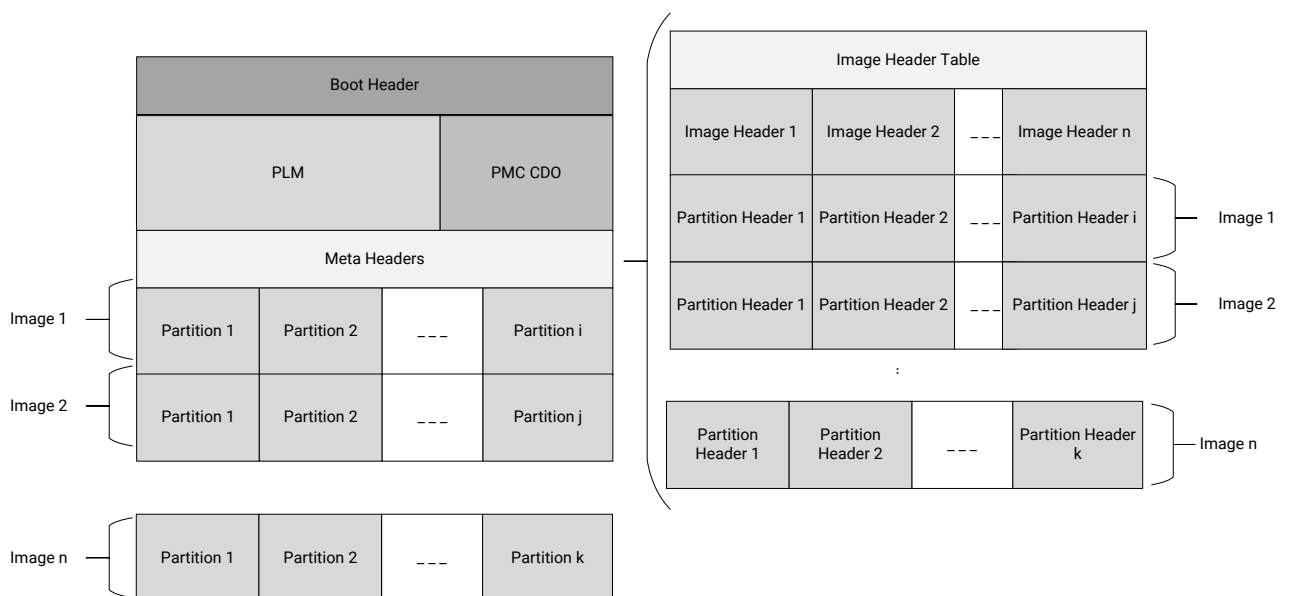 Boot Header
PLM
PMC CDO
Meta Headers
Image 1
Partition 1
Partition 2
---
Partition i
Image 2
Partition 1
Partition 2
---
Partition j
Image n
Partition 1
Partition 2
---
Partition k
Image Header Table
Image Header 1
Image Header 2
---
Image Header n
Partition Header 1
Partition Header 2
---
Partition Header i
Image 1
Partition Header 1
Partition Header 2
---
Partition Header j
Image 2
:
Partition
Header 1
Partition
Header 2
---
Partition Header
k
Image n